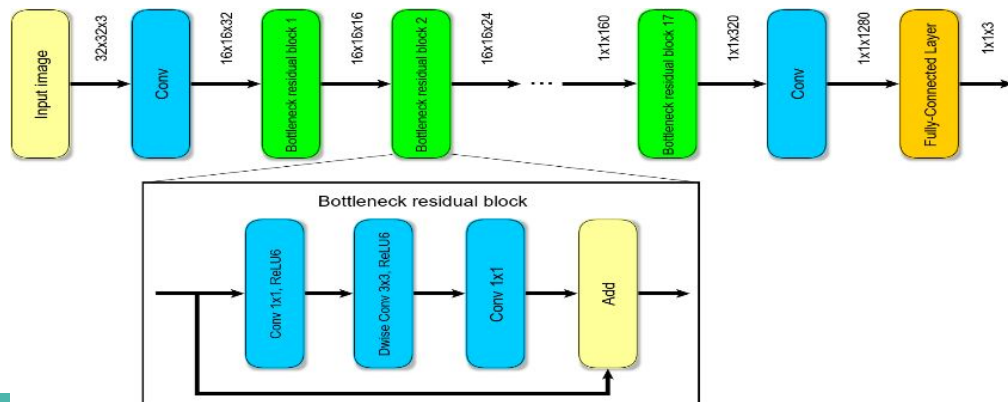 Input image
32x32x3
Conv
16x16x32
Bottleneck residual block 1
16x16x16
Bottleneck residual block 2
16x16x24
...
1x1x160
Bottleneck residual block 17
1x1x320
Conv
1x1x1280
Fully-Connected Layer
1x1x3
Bottleneck residual block
Conv 1x1, ReLU6
Dwise Conv 3x3, ReLU6
Conv 1x1
Add